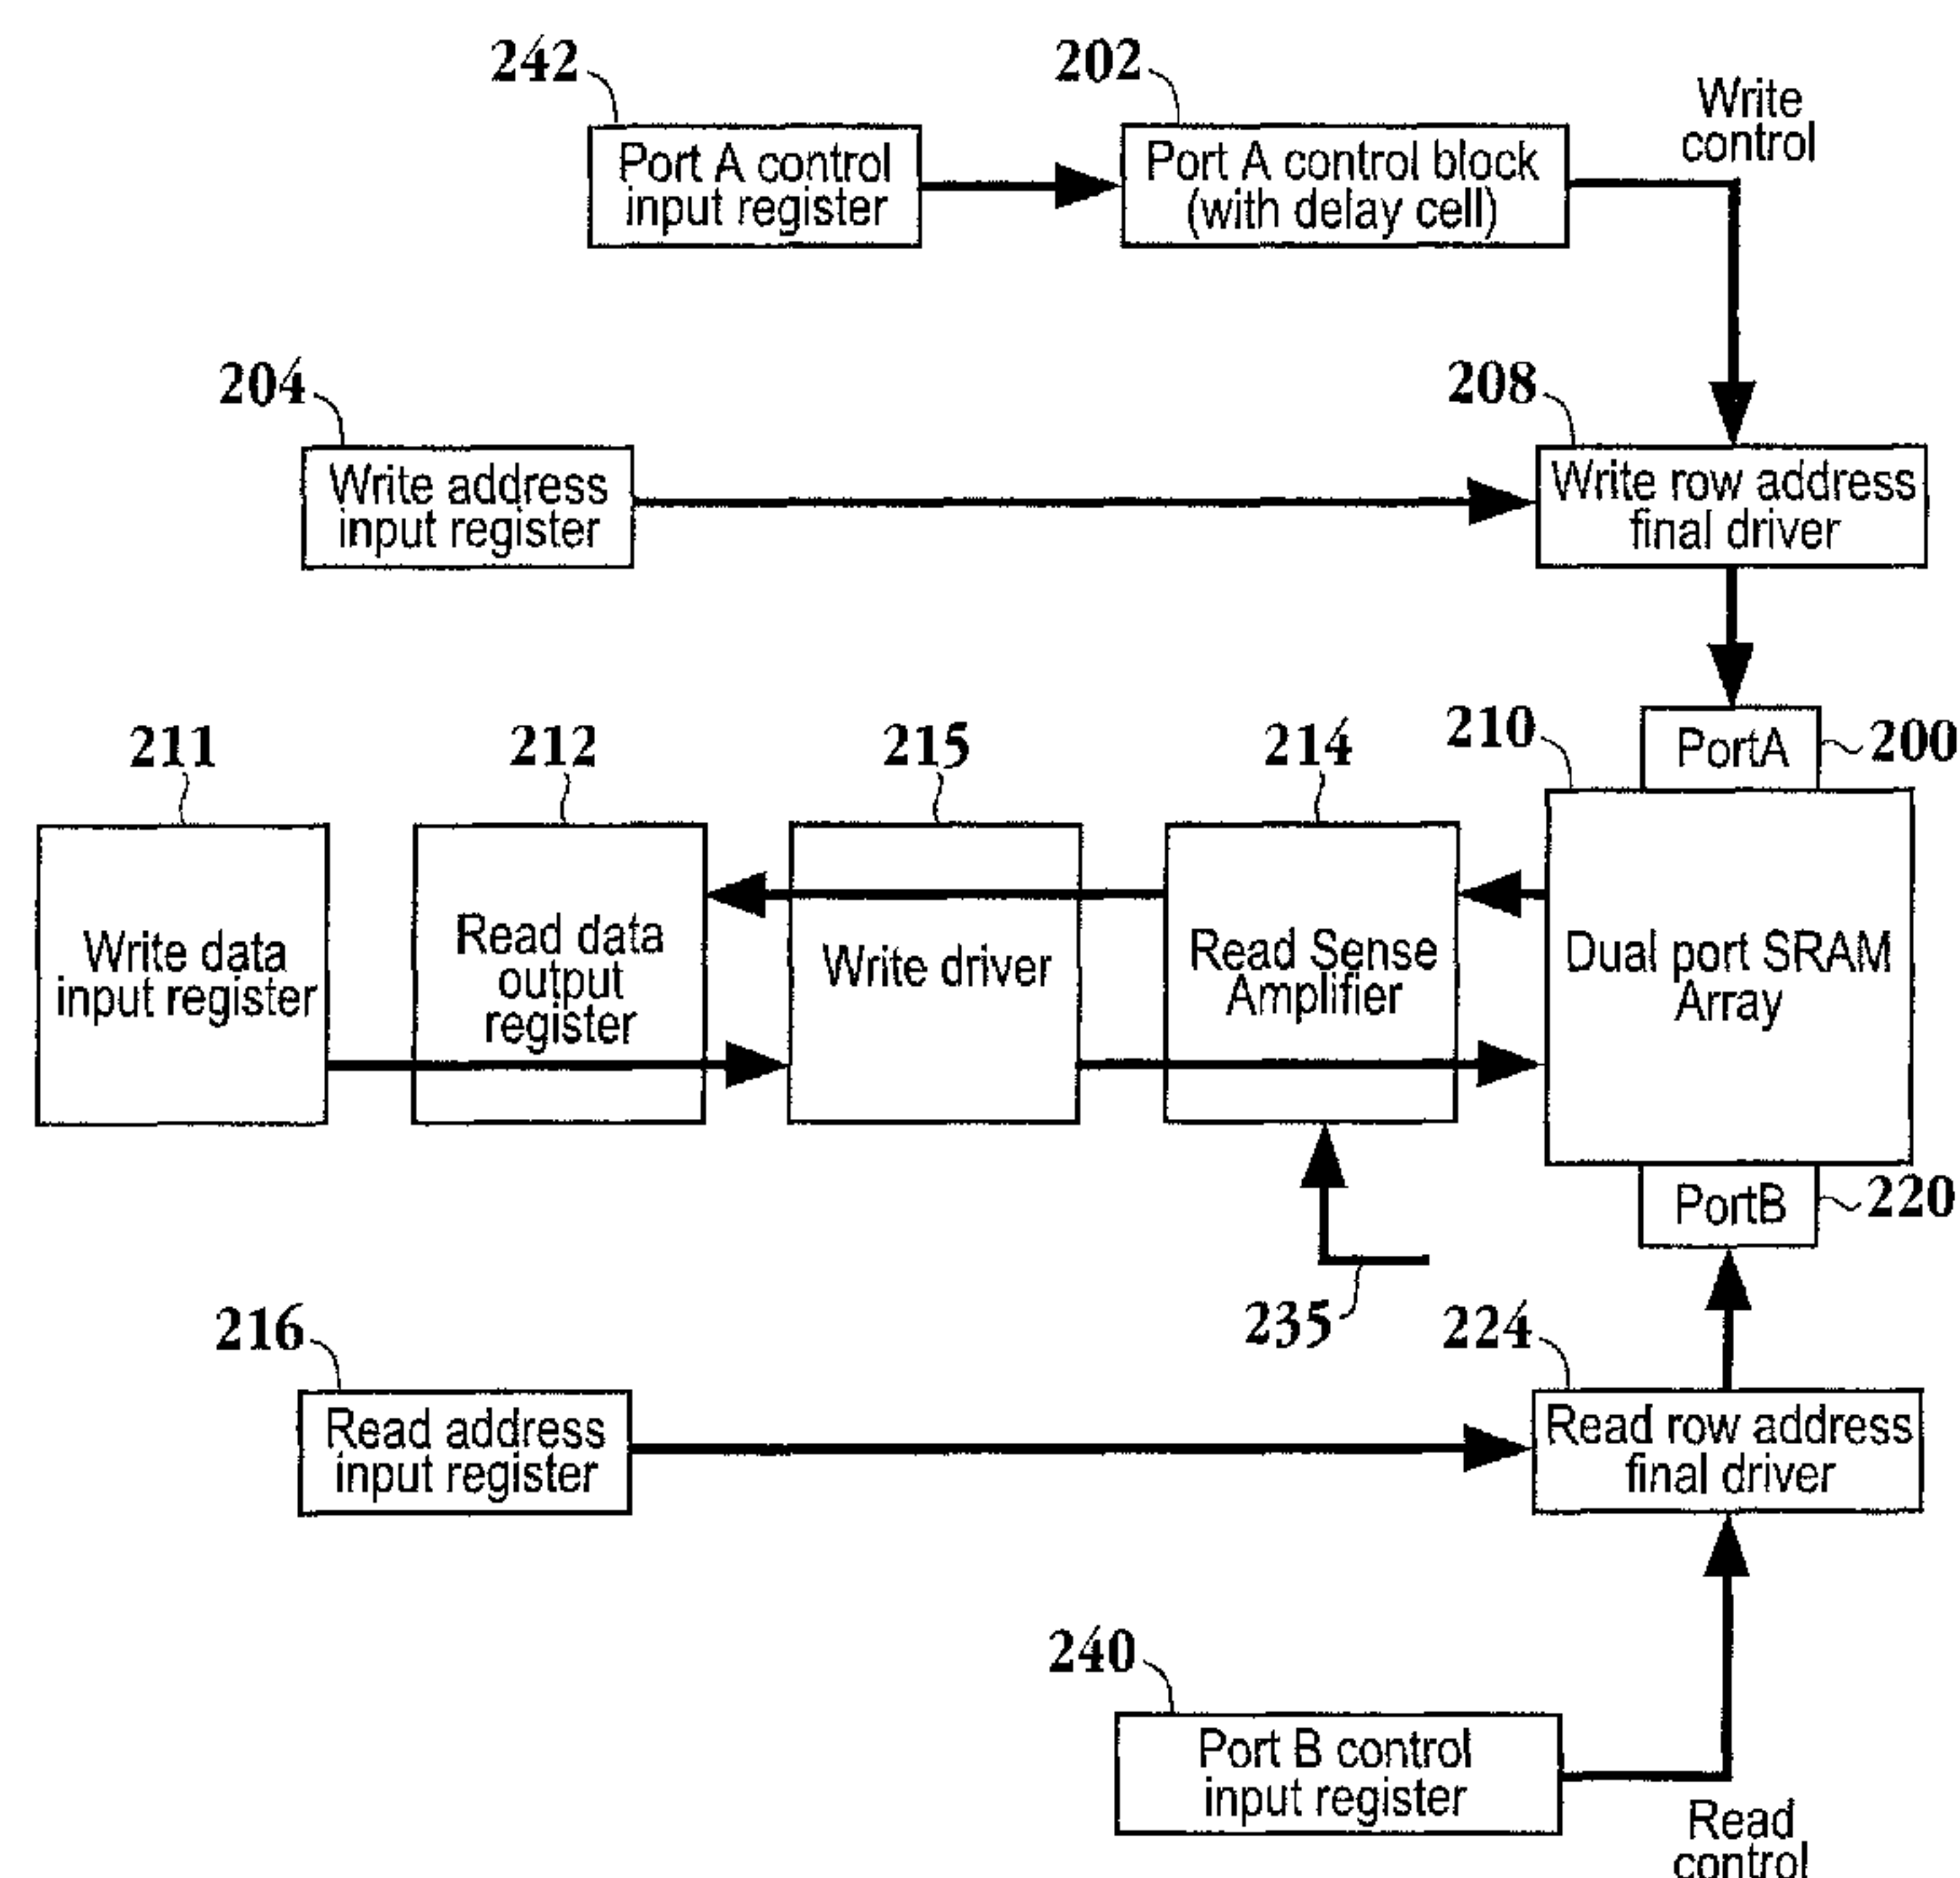 242
202
Write
control
Port A control
input register
Port A control block
(with delay cell)
204
208
Write address
input register
Write row address
final driver
211
212
215
214
210
PortA
200
Write data
input register
Read data
output
register
Write driver
Read Sense
Amplifier
Dual port SRAM
Array
PortB
220
235
216
224
Read address
input register
Read row address
final driver
240
Port B control
input register
Read
control